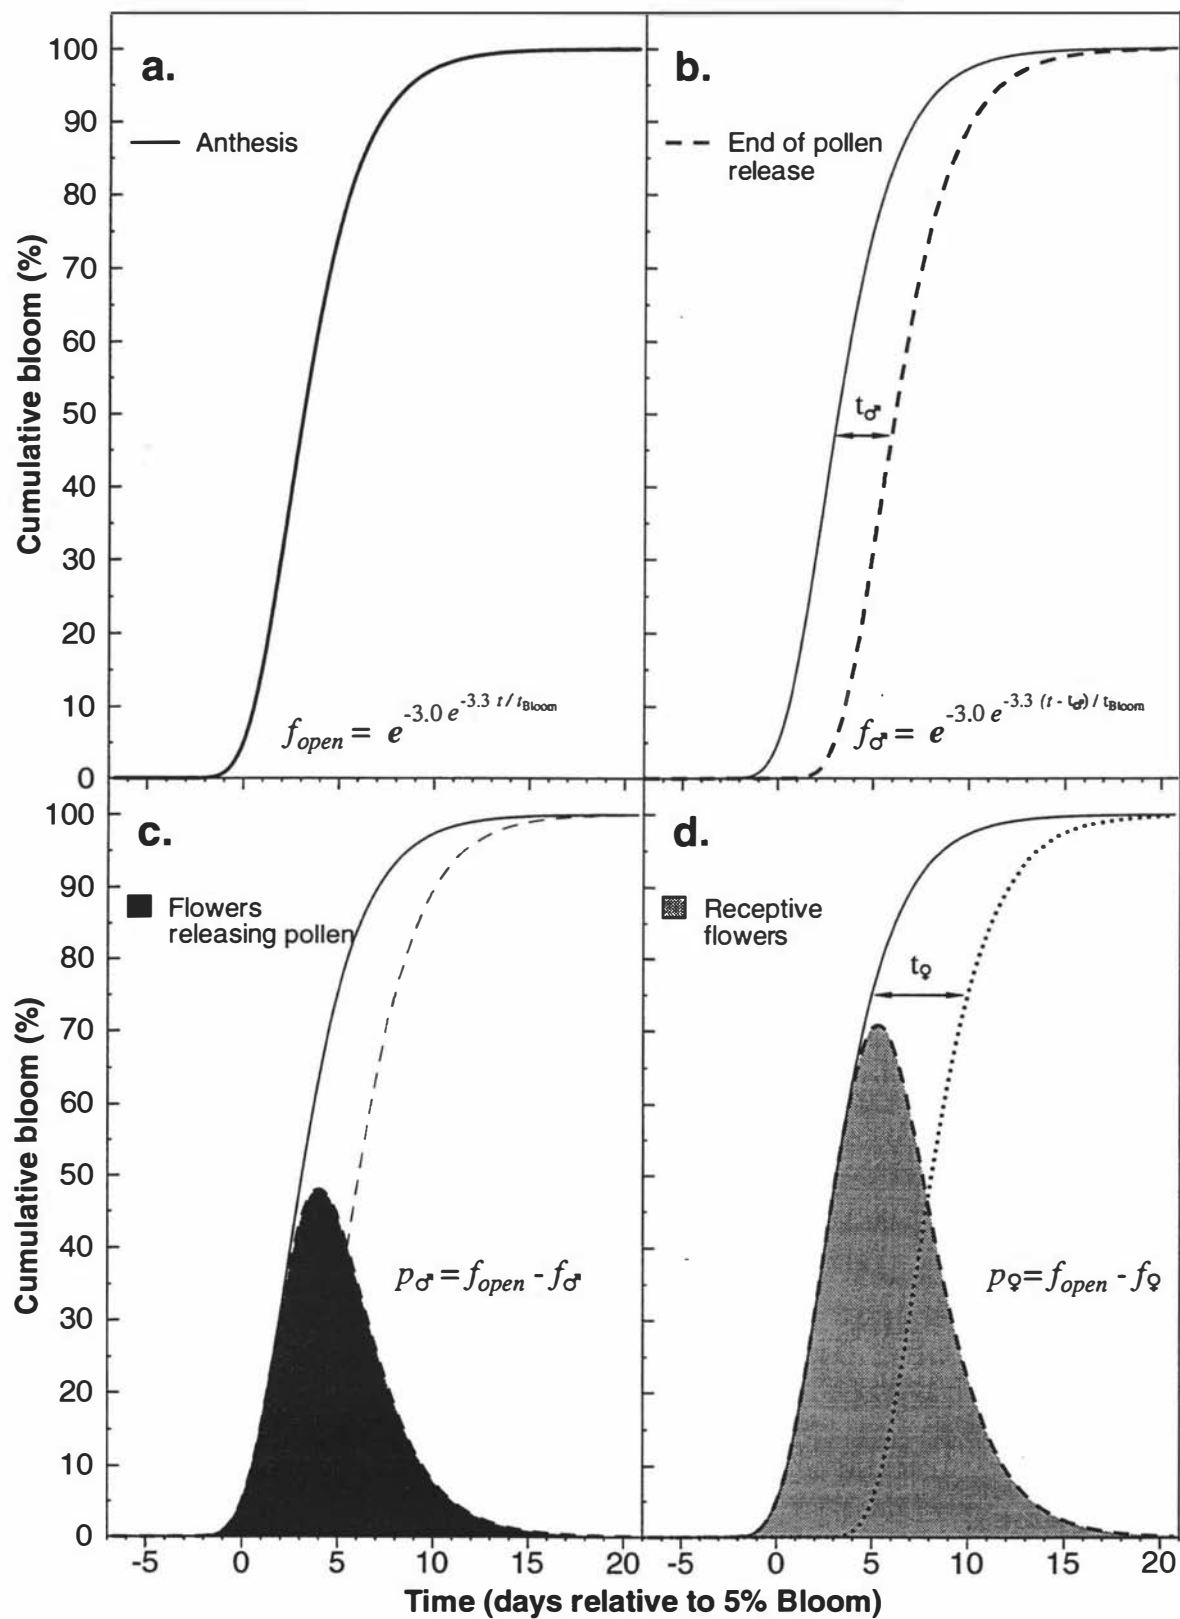 a.
Anthesis
100
90
80
70
60
50
40
30
20
10
0
Cumulative bloom (%)
f_open = e^{-3.0 e^{-3.3 t / t_Bloom}}
b.
End of pollen
release
t♂
f♂ = e^{-3.0 e^{-3.3 (t - t♂) / t_Bloom}}
c.
Flowers
releasing pollen
100
90
80
70
60
50
40
30
20
10
0
Cumulative bloom (%)
p♂ = f_open - f♂
-5 0 5 10 15 20
d.
Receptive
flowers
t♀
p♀ = f_open - f♀
-5 0 5 10 15 20
Time (days relative to 5% Bloom)